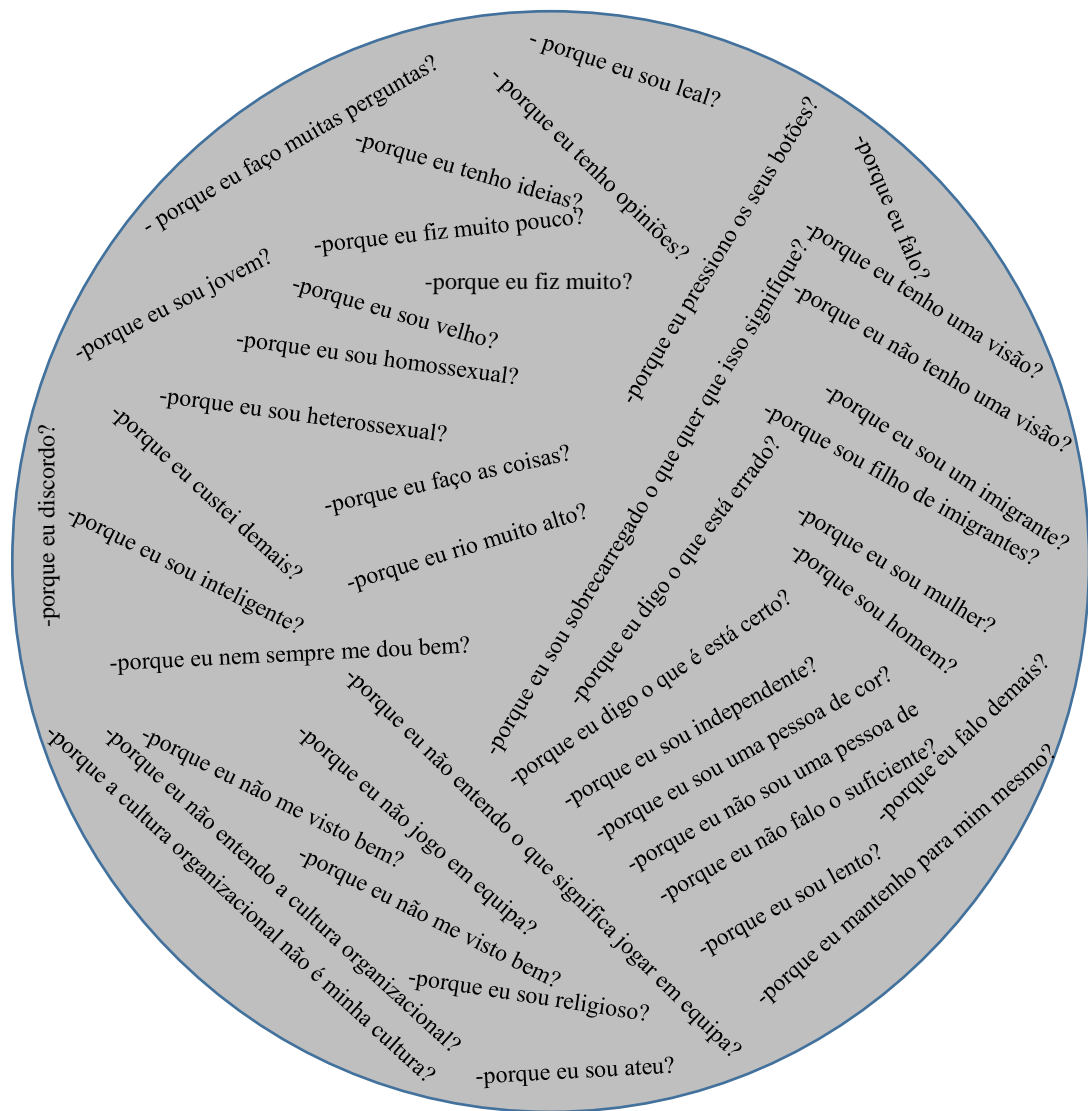 - porque eu sou leal?
- porque eu faço muitas perguntas?
- porque eu tenho opiniões?
-porque eu tenho ideias?
-porque eu pressiono os seus botões?
-porque eu falo?
-porque eu fiz muito pouco?
-porque eu fiz muito?
-porque eu sou jovem?
-porque eu sou velho?
-porque eu tenho uma visão?
-porque eu não tenho uma visão?
-porque eu sou homossexual?
-porque eu sou heterossexual?
-porque eu sou sobrecarregado o que quer que isso signifique?
-porque eu sou um imigrante?
-porque sou filho de imigrantes?
-porque eu discordo?
-porque eu custei demais?
-porque eu faço as coisas?
-porque eu digo o que está errado?
-porque eu rio muito alto?
-porque eu sou inteligente?
-porque eu sou mulher?
-porque sou homem?
-porque eu nem sempre me dou bem?
-porque eu digo o que é está certo?
-porque eu sou independente?
-porque eu sou uma pessoa de cor?
-porque eu não sou uma pessoa de
-porque eu não falo o suficiente?
-porque eu falo demais?
-porque eu não entendo o que significa jogar em equipa?
-porque eu não jogo em equipa?
-porque eu não me visto bem?
-porque eu não entendo a cultura organizacional?
-porque a cultura organizacional não é minha cultura?
-porque eu não me visto bem?
-porque eu sou lento?
-porque eu mantenho para mim mesmo?
-porque eu sou religioso?
-porque eu sou ateu?